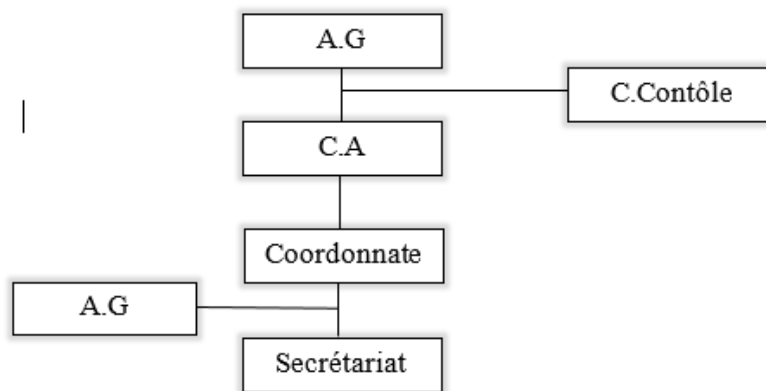 A.G
C.Contôle
C.A
Coordonnate
A.G
Secrétariat